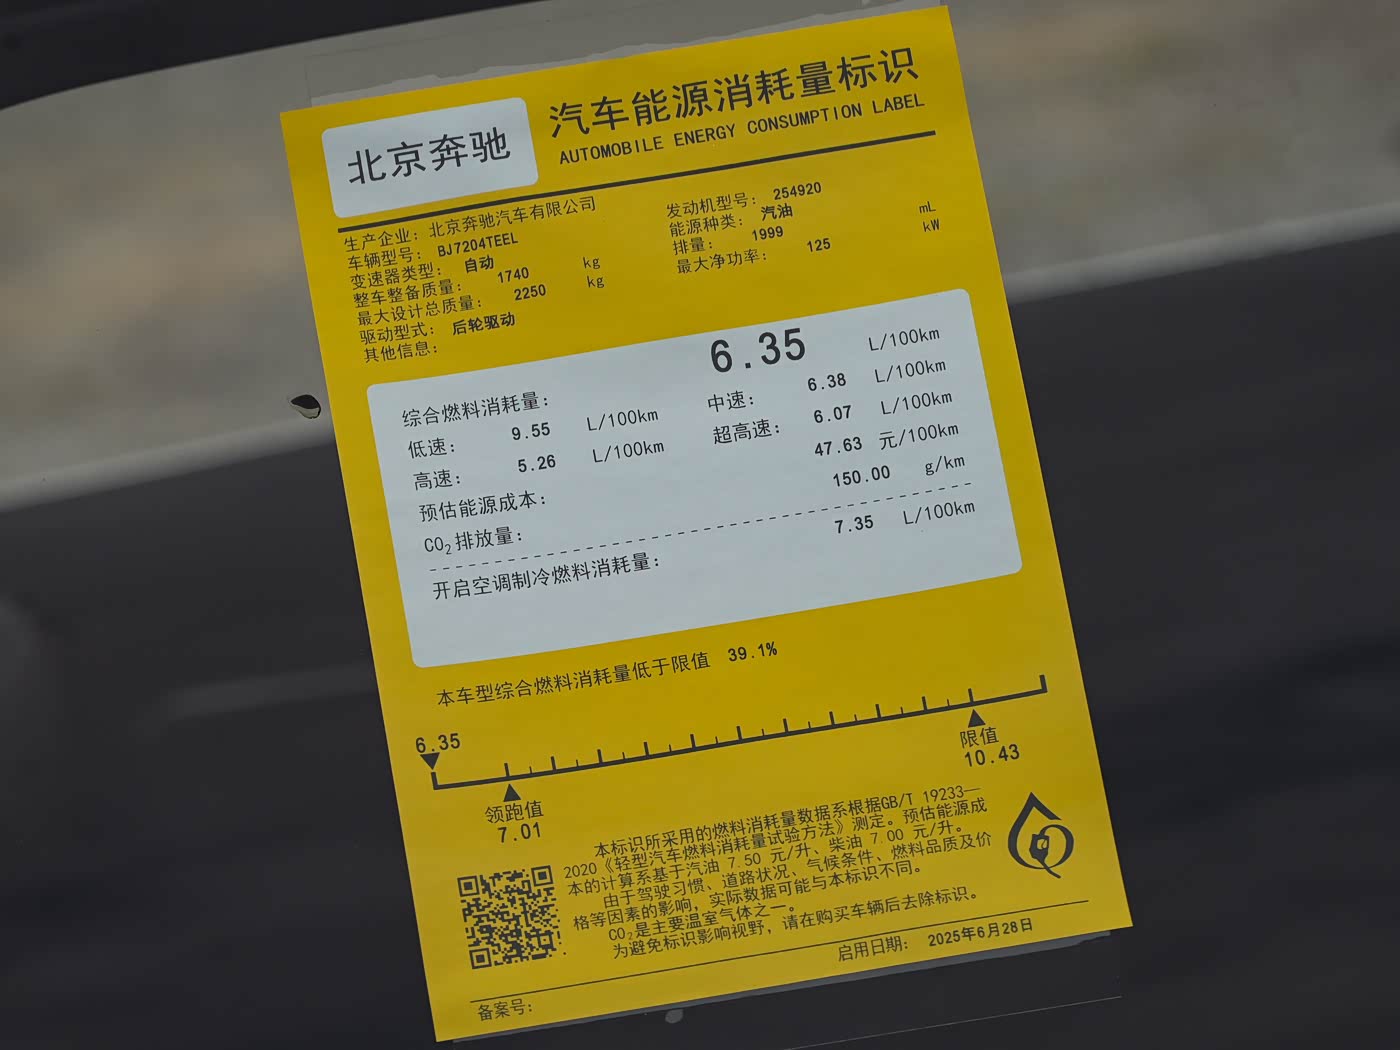 北京奔驰
汽车能源消耗量标识
AUTOMOBILE ENERGY CONSUMPTION LABEL
生产企业: 北京奔驰汽车有限公司
车辆型号: BJ7204TEEL
变速器类型: 自动
整车整备质量: 1740 kg
最大设计总质量: 2250 kg
驱动型式: 后轮驱动
其他信息:
发动机型号: 254920
能源种类: 汽油
排量: 1999 mL
最大净功率: 125 kW
综合燃料消耗量: 6.35 L/100km
低速: 9.55 L/100km 中速: 6.38 L/100km
高速: 5.26 L/100km 超高速: 6.07 L/100km
预估能源成本: 47.63 元/100km
CO₂排放量: 150.00 g/km
开启空调制冷燃料消耗量: 7.35 L/100km
本车型综合燃料消耗量低于限值 39.1%
6.35
领跑值
7.01
限值
10.43
本标识所采用的燃料消耗量数据系根据GB/T 19233—
2020《轻型汽车燃料消耗量试验方法》测定。预估能源成
本的计算系基于汽油 7.50 元/升、柴油 7.00 元/升。
由于驾驶习惯、道路状况、气候条件、燃料品质及价
格等因素的影响，实际数据可能与本标识不同。
CO₂是主要温室气体之一。
为避免标识影响视野，请在购买车辆后去除标识。
启用日期: 2025年6月28日
备案号: